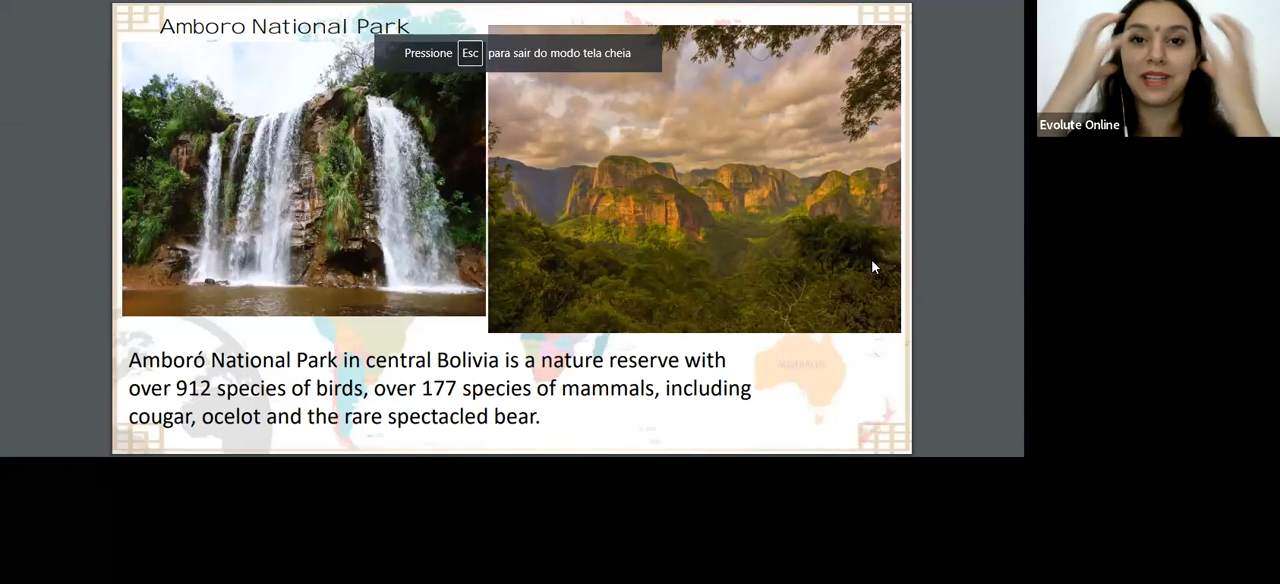 Amboro National Park
Pressione Esc para sair do modo tela cheia
Evolute Online
Amboró National Park in central Bolivia is a nature reserve with
over 912 species of birds, over 177 species of mammals, including
cougar, ocelot and the rare spectacled bear.